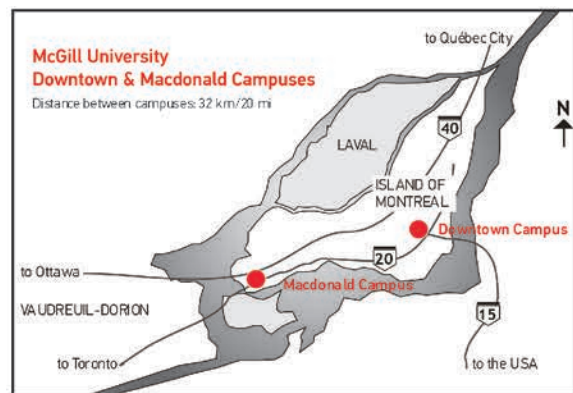 McGill University
Downtown & Macdonald Campuses
Distance between campuses: 32 km/20 mi
to Québec City
N
40
LAVAL
ISLAND OF
MONTREAL
Downtown Campus
20
to Ottawa
Macdonald Campus
VAUDREUIL-DORION
15
to Toronto
to the USA